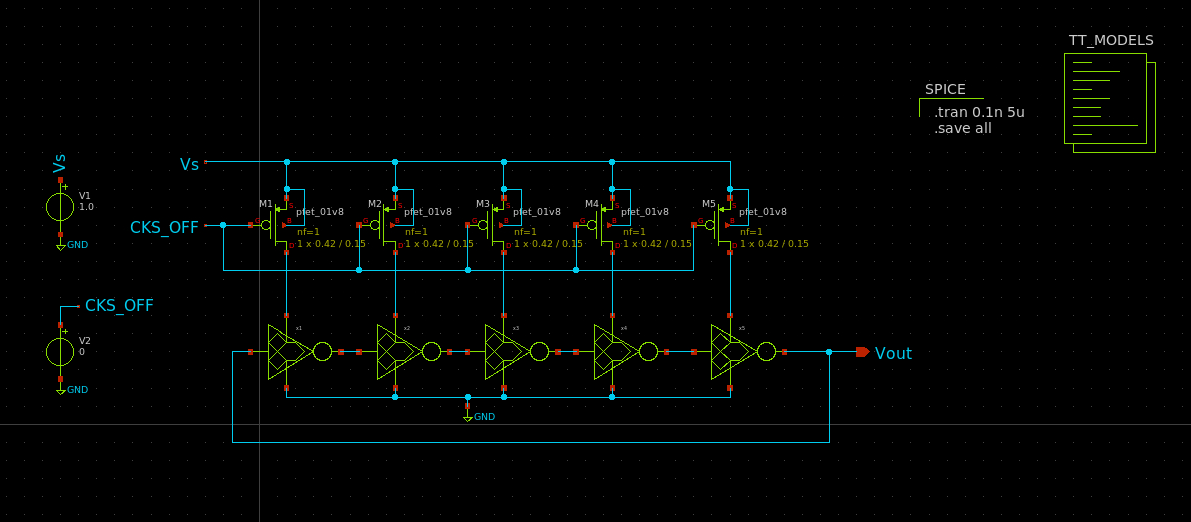 TT_MODELS
SPICE
.tran 0.1n 5u
.save all
Vs
Vs
+
V1
1.0
GND
CKS_OFF
M1
G
S
B
D
pfet_01v8
nf=1
1 x 0.42 / 0.15
M2
G
S
B
D
pfet_01v8
nf=1
1 x 0.42 / 0.15
M3
G
S
B
D
pfet_01v8
nf=1
1 x 0.42 / 0.15
M4
G
S
B
D
pfet_01v8
nf=1
1 x 0.42 / 0.15
M5
G
S
B
D
pfet_01v8
nf=1
1 x 0.42 / 0.15
CKS_OFF
+
V2
0
GND
x1
x2
x3
x4
x5
Vout
GND